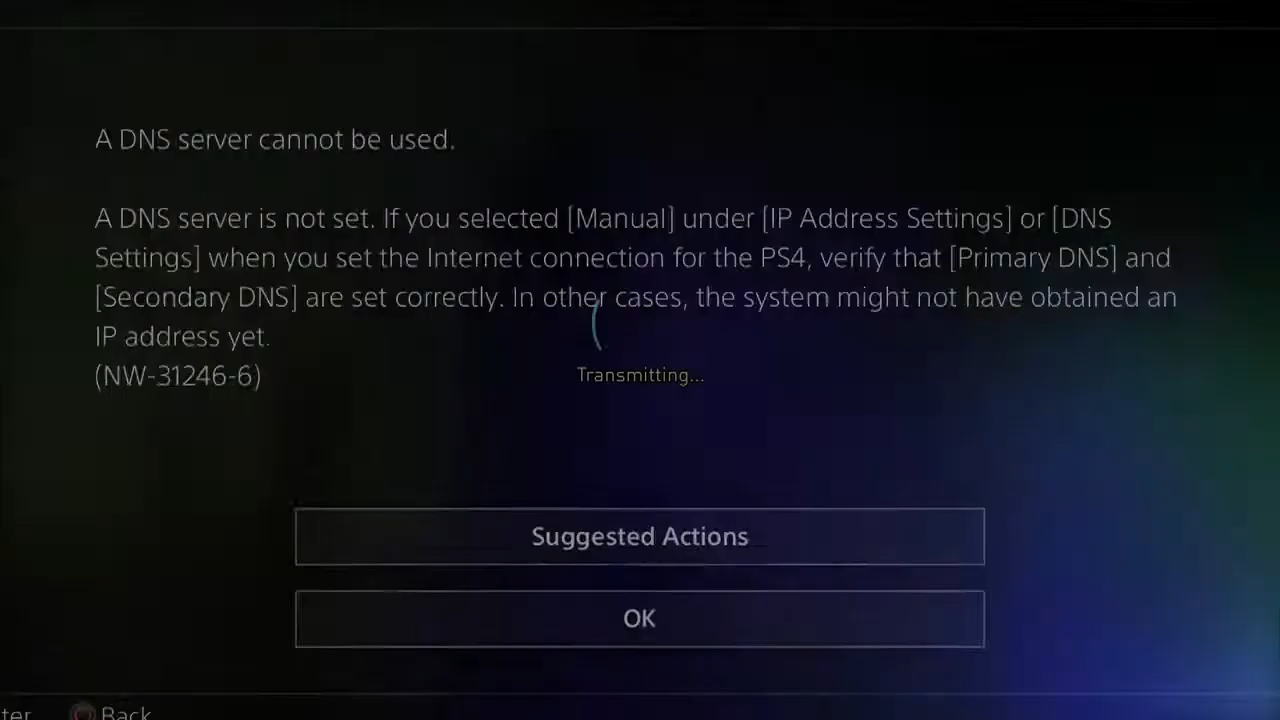 A DNS server cannot be used.
A DNS server is not set. If you selected [Manual] under [IP Address Settings] or [DNS
Settings] when you set the Internet connection for the PS4, verify that [Primary DNS] and
[Secondary DNS] are set correctly. In other cases, the system might not have obtained an
IP address yet.
(NW-31246-6)
Transmitting...
Suggested Actions
OK
ter Back